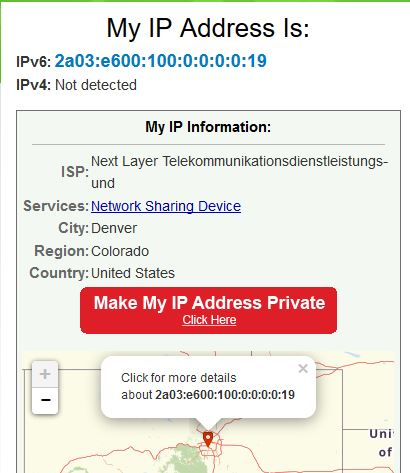 My IP Address Is:
IPv6: 2a03:e600:100:0:0:0:0:19
IPv4: Not detected
My IP Information:
ISP: Next Layer Telekommunikationsdienstleistungs-
und
Services: Network Sharing Device
City: Denver
Region: Colorado
Country: United States
Make My IP Address Private
Click Here
+
−
Click for more details
about 2a03:e600:100:0:0:0:0:19
×
Uni
of